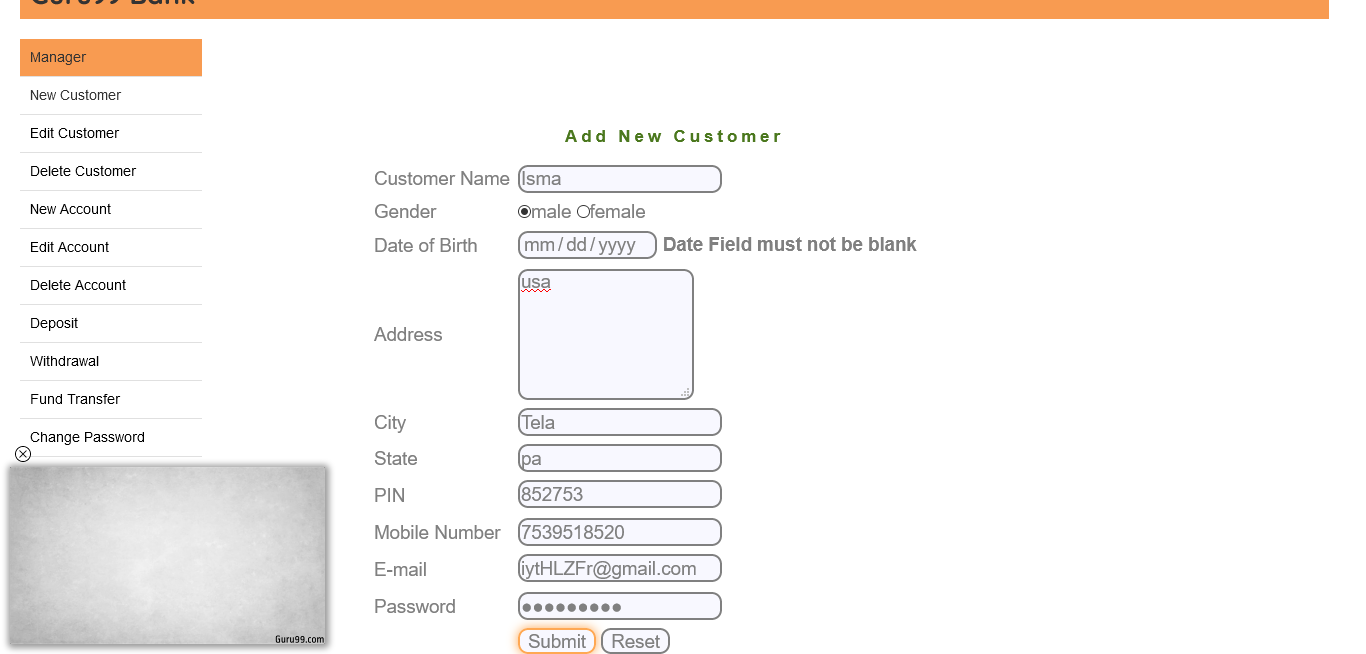 Guru99 Bank
Manager
New Customer
Edit Customer
Delete Customer
New Account
Edit Account
Delete Account
Deposit
Withdrawal
Fund Transfer
Change Password
Guru99.com
Add New Customer
Customer Name Isma
Gender male female
Date of Birth mm/dd/yyyy Date Field must not be blank
Address usa
City Tela
State pa
PIN 852753
Mobile Number 7539518520
E-mail iytHLZFr@gmail.com
Password ●●●●●●●●●
Submit Reset